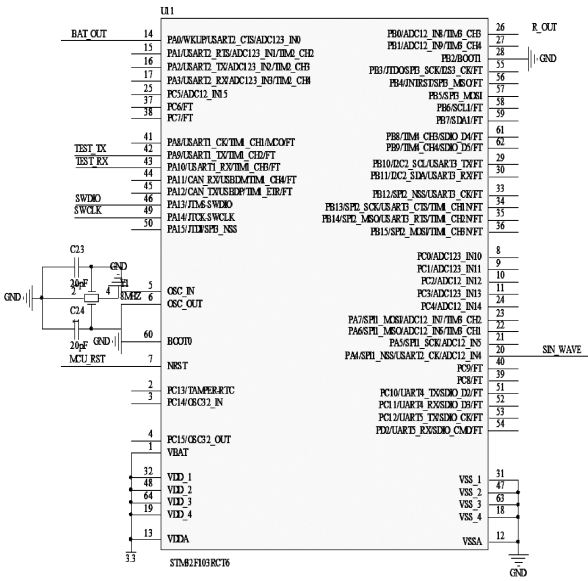 U11
BAT_OUT 14 PA0/WKUP/USART2_CTS/ADC123_IN0
15 PA1/USART2_RTS/ADC123_IN1/TIM2_CH2
16 PA2/USART2_TX/ADC123_IN2/TIM2_CH3
17 PA3/USART2_RX/ADC123_IN3/TIM2_CH4
25 PC5/ADC12_IN15
37 PC6/FT
38 PC7/FT
41 PA8/USART1_CK/TIM1_CH1/MCO/FT
TEST_TX 42 PA9/USART1_TX/TIM1_CH2/FT
TEST_RX 43 PA10/USART1_RX/TIM1_CH3/FT
44 PA11/CAN_RX/USBDM/TIM1_CH4/FT
45 PA12/CAN_TX/USBDP/TIM1_ETR/FT
SWDIO 46 PA13/JTMS-SWDIO
SWCLK 49 PA14/JTCK-SWCLK
50 PA15/JTDI/SPI3_NSS
C23
20pF
GND
GND
2 4
Y1
8MHZ
C24
20pF
5 OSC_IN
6 OSC_OUT
GND 60 BOOT0
MCU_RST 7 NRST
2 PC13/TAMPER-RTC
3 PC14/OSC32_IN
4 PC15/OSC32_OUT
1 VBAT
32 VDD_1
48 VDD_2
64 VDD_3
19 VDD_4
13 VDDA
3.3
PB0/ADC12_IN8/TIM3_CH3 26 R_OUT
PB1/ADC12_IN9/TIM3_CH4 27
PB2/BOOT1 28 GND
PB3/JTDO/SPI3_SCK/I2S3_CK/FT 55
PB4/JNTRST/SPI3_MISO/FT 56
PB5/SPI3_MOSI 57
PB6/SCL1/FT 58
PB7/SDA1/FT 59
PB8/TIM4_CH3/SDIO_D4/FT 61
PB9/TIM4_CH4/SDIO_D5/FT 62
PB10/I2C2_SCL/USART3_TX/FT 29
PB11/I2C2_SDA/USART3_RX/FT 30
PB12/SPI2_NSS/USART3_CK/FT 33
PB13/SPI2_SCK/USART3_CTS/TIM1_CH1N/FT 34
PB14/SPI2_MISO/USART3_RTS/TIM1_CH2N/FT 35
PB15/SPI2_MOSI/TIM1_CH3N/FT 36
PC0/ADC123_IN10 8
PC1/ADC123_IN11 9
PC2/ADC123_IN12 10
PC3/ADC123_IN13 11
PC4/ADC12_IN14 24
PA7/SPI1_MOSI/ADC12_IN7/TIM3_CH2 23
PA6/SPI1_MISO/ADC12_IN6/TIM3_CH1 22
PA5/SPI1_SCK/ADC12_IN5 21
PA4/SPI1_NSS/USART2_CK/ADC12_IN4 20 SIN_WAVE
PC9/FT 40
PC8/FT 39
PC10/UART4_TX/SDIO_D2/FT 51
PC11/UART4_RX/SDIO_D3/FT 52
PC12/UART5_TX/SDIO_CK/FT 53
PD2/UART5_RX/SDIO_CMD/FT 54
VSS_1 31
VSS_2 47
VSS_3 63
VSS_4 18
VSSA 12
GND
STM32F103RCT6